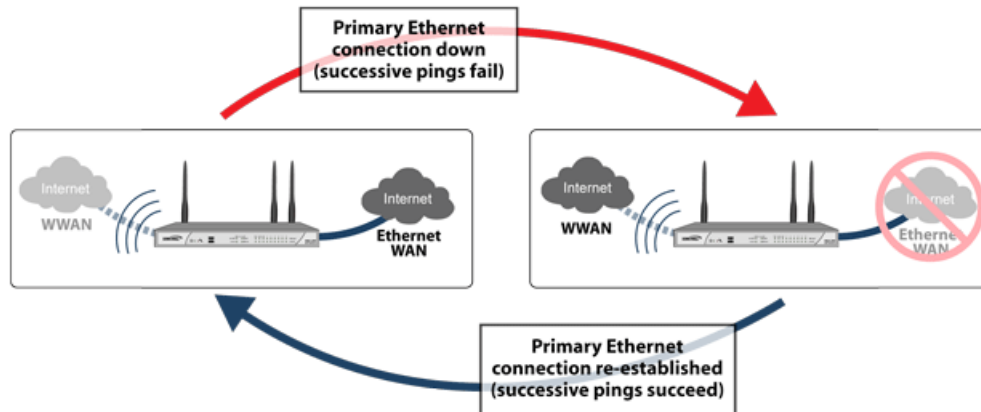 Primary Ethernet
connection down
(successive pings fail)
Internet
WWAN
Internet
Ethernet
WAN
Internet
WWAN
Internet
Ethernet
WAN
Primary Ethernet
connection re-established
(successive pings succeed)